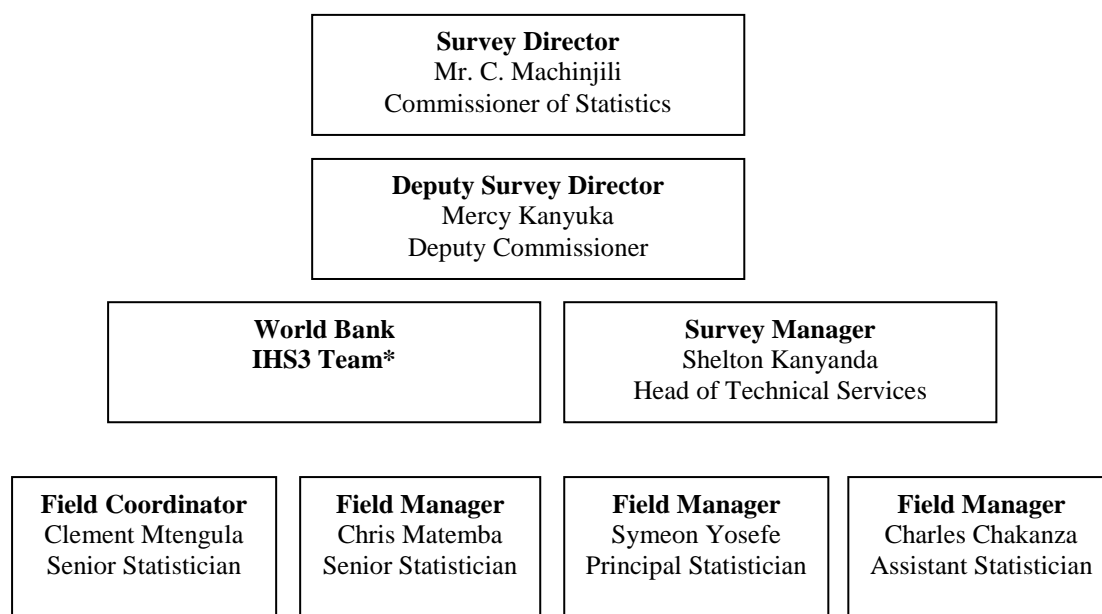 Survey Director
Mr. C. Machinjili
Commissioner of Statistics
Deputy Survey Director
Mercy Kanyuka
Deputy Commissioner
World Bank
IHS3 Team*
Survey Manager
Shelton Kanyanda
Head of Technical Services
Field Coordinator
Clement Mtengula
Senior Statistician
Field Manager
Chris Matemba
Senior Statistician
Field Manager
Symeon Yosefe
Principal Statistician
Field Manager
Charles Chakanza
Assistant Statistician